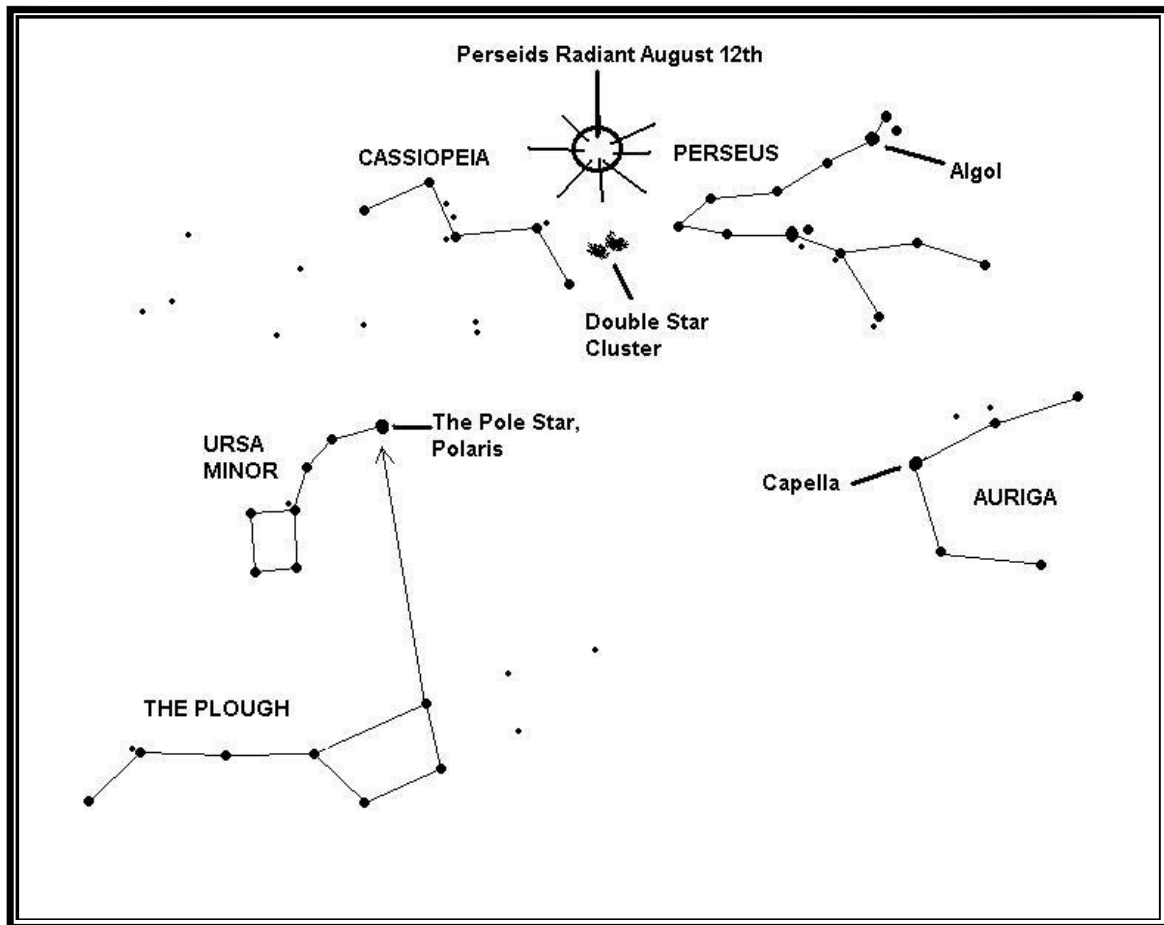 Perseids Radiant August 12th
CASSIOPEIA
PERSEUS
Algol
Double Star
Cluster
The Pole Star,
Polaris
URSA
MINOR
Capella
AURIGA
THE PLOUGH